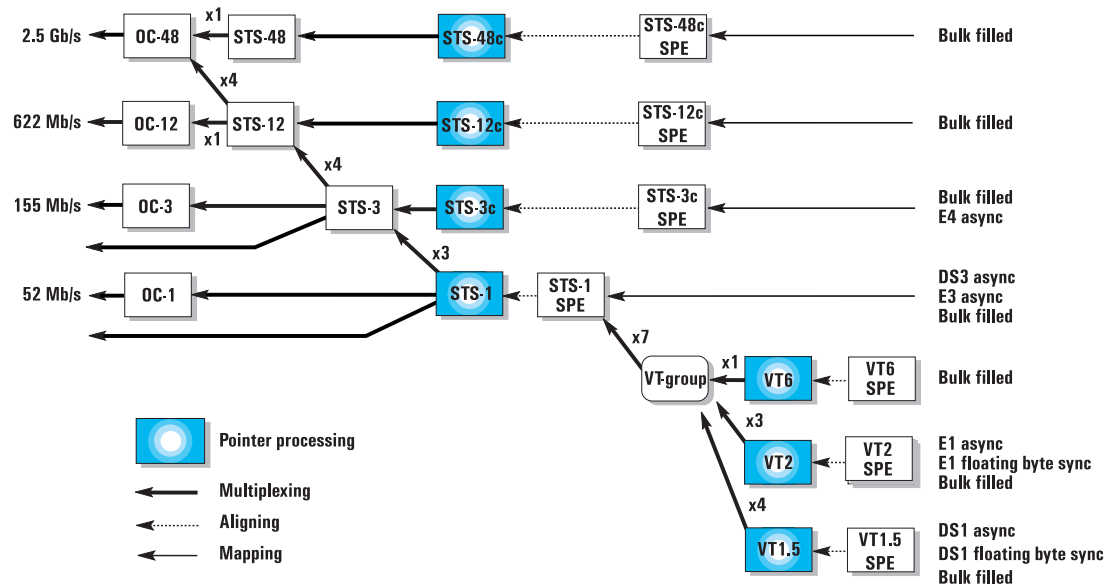 2.5 Gb/s
OC-48
x1
STS-48
STS-48c
STS-48c
SPE
Bulk filled
x4
622 Mb/s
OC-12
x1
STS-12
STS-12c
STS-12c
SPE
Bulk filled
x4
155 Mb/s
OC-3
STS-3
STS-3c
STS-3c
SPE
Bulk filled
E4 async
x3
52 Mb/s
OC-1
STS-1
STS-1
SPE
DS3 async
E3 async
Bulk filled
x7
VT-group
x1
VT6
VT6
SPE
Bulk filled
x3
VT2
VT2
SPE
E1 async
E1 floating byte sync
Bulk filled
x4
VT1.5
VT1.5
SPE
DS1 async
DS1 floating byte sync
Bulk filled
Pointer processing
Multiplexing
Aligning
Mapping